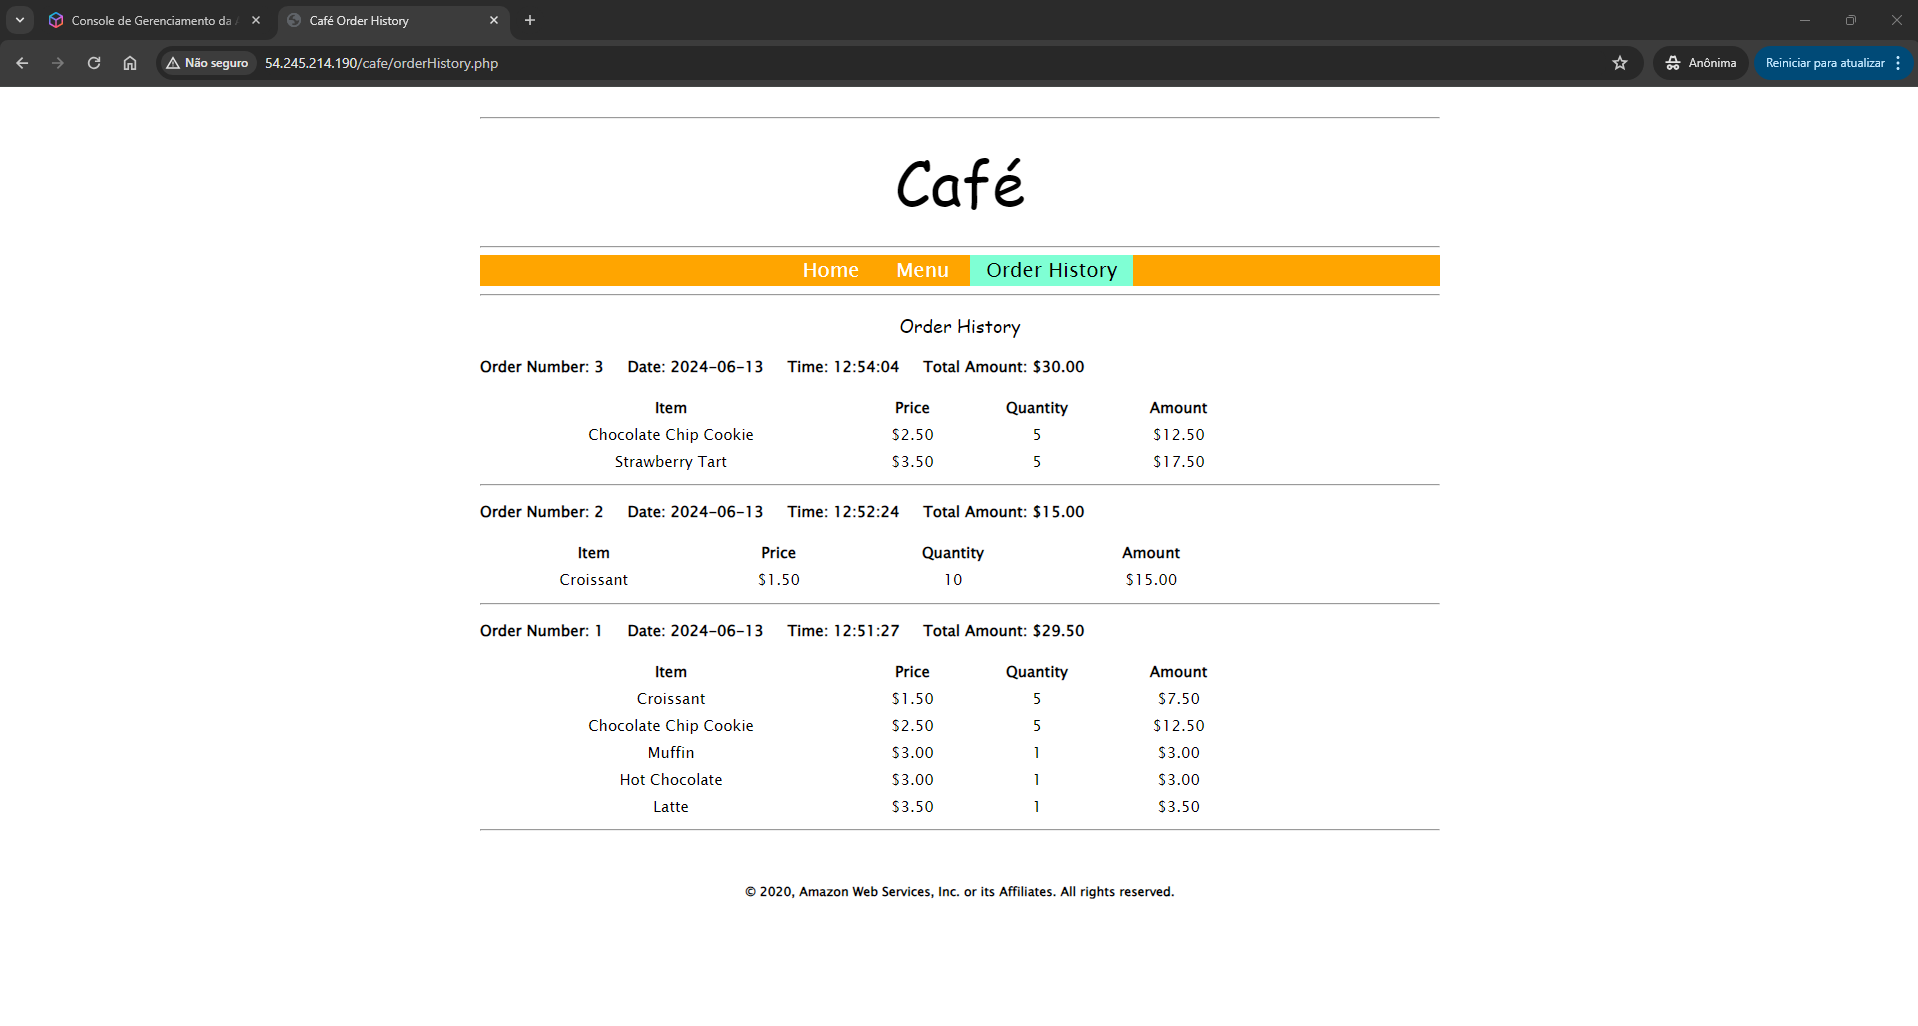 Console de Gerenciamento da
Café Order History
Não seguro
54.245.214.190/cafe/orderHistory.php
Anônima
Reiniciar para atualizar
Café
Home Menu Order History
Order History
Order Number: 3 Date: 2024-06-13 Time: 12:54:04 Total Amount: $30.00
Item Price Quantity Amount
Chocolate Chip Cookie $2.50 5 $12.50
Strawberry Tart $3.50 5 $17.50
Order Number: 2 Date: 2024-06-13 Time: 12:52:24 Total Amount: $15.00
Item Price Quantity Amount
Croissant $1.50 10 $15.00
Order Number: 1 Date: 2024-06-13 Time: 12:51:27 Total Amount: $29.50
Item Price Quantity Amount
Croissant $1.50 5 $7.50
Chocolate Chip Cookie $2.50 5 $12.50
Muffin $3.00 1 $3.00
Hot Chocolate $3.00 1 $3.00
Latte $3.50 1 $3.50
© 2020, Amazon Web Services, Inc. or its Affiliates. All rights reserved.